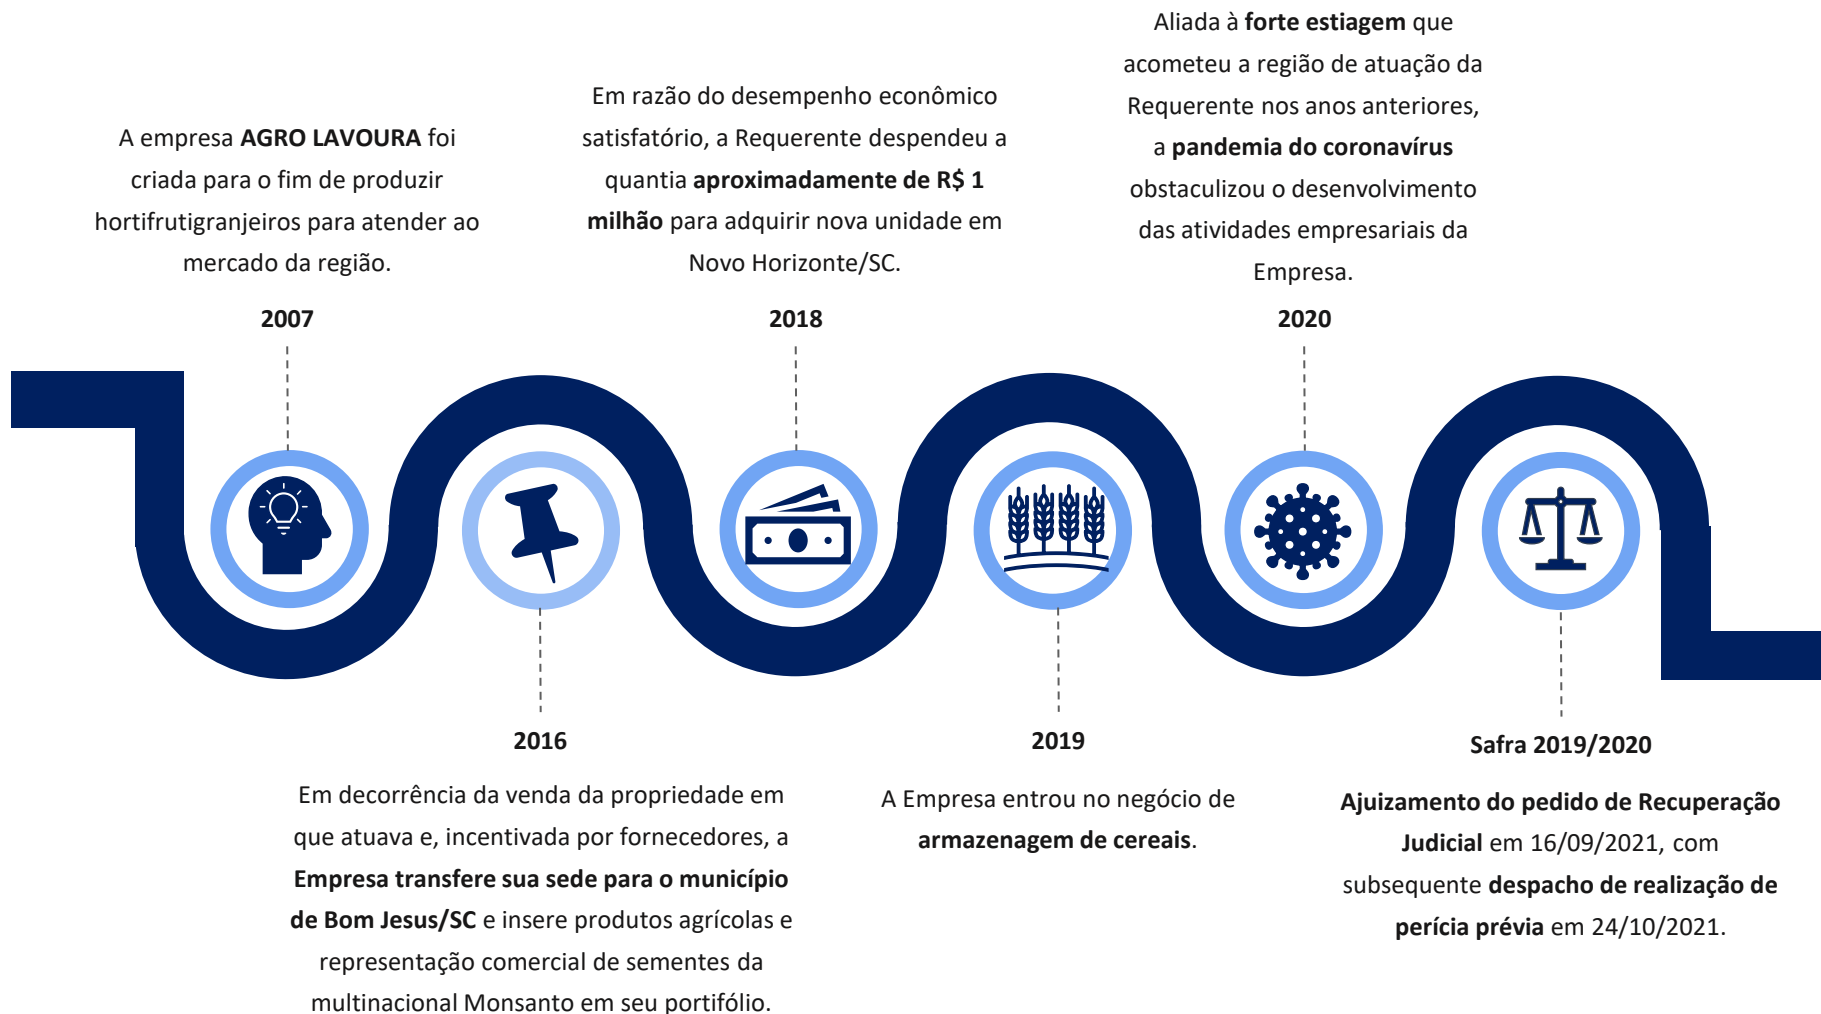 A empresa AGRO LAVOURA foi
criada para o fim de produzir
hortifrutigranjeiros para atender ao
mercado da região.
2007
Em decorrência da venda da propriedade em
que atuava e, incentivada por fornecedores, a
Empresa transfere sua sede para o município
de Bom Jesus/SC e insere produtos agrícolas e
representação comercial de sementes da
multinacional Monsanto em seu portifólio.
2016
Em razão do desempenho econômico
satisfatório, a Requerente despendeu a
quantia aproximadamente de R$ 1
milhão para adquirir nova unidade em
Novo Horizonte/SC.
2018
2019
A Empresa entrou no negócio de
armazenagem de cereais.
Aliada à forte estiagem que
acometeu a região de atuação da
Requerente nos anos anteriores,
a pandemia do coronavírus
obstaculizou o desenvolvimento
das atividades empresariais da
Empresa.
2020
Safra 2019/2020
Ajuizamento do pedido de Recuperação
Judicial em 16/09/2021, com
subsequente despacho de realização de
perícia prévia em 24/10/2021.